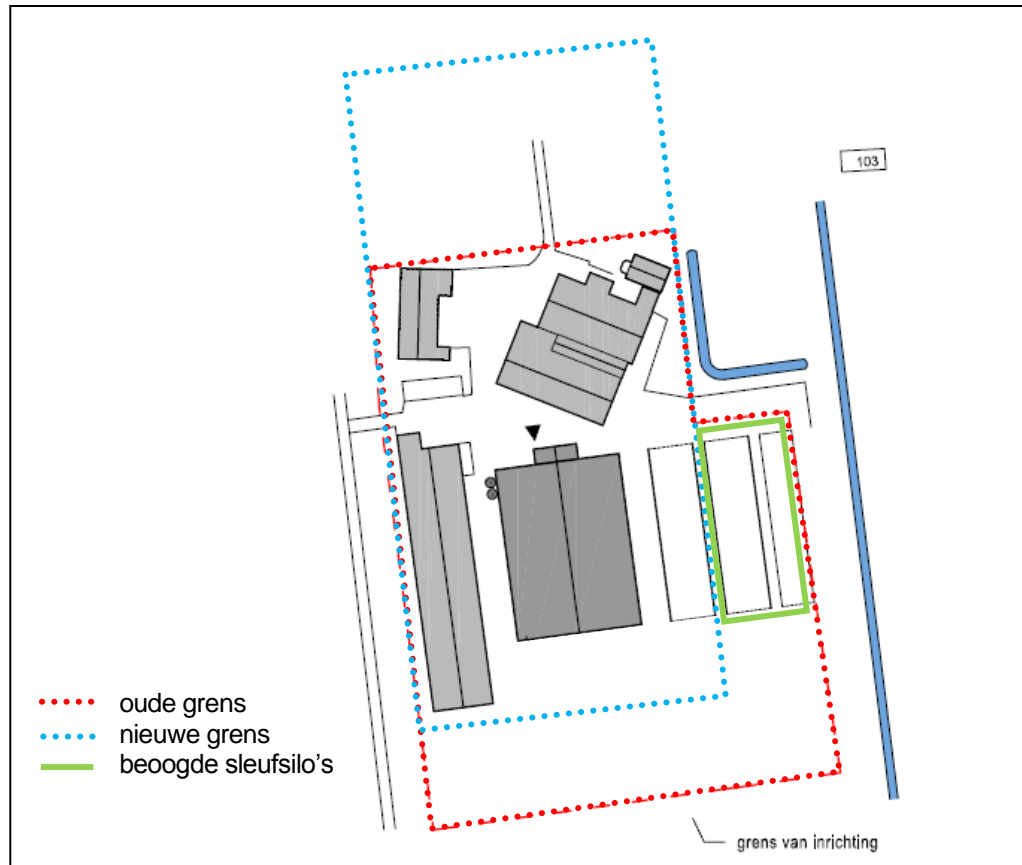 103
oude grens
nieuwe grens
beoogde sleufsilo's
grens van inrichting